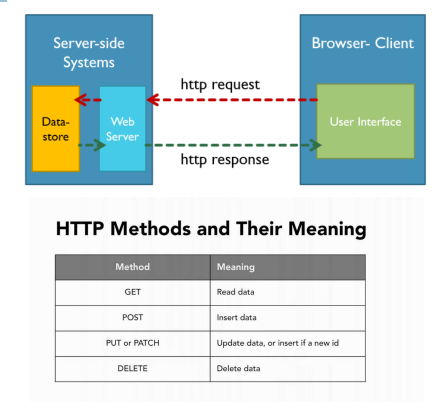 Server-side
Systems
Browser- Client
http request
Data-
store
Web
Server
User Interface
http response
HTTP Methods and Their Meaning
Method Meaning
GET Read data
POST Insert data
PUT or PATCH Update data, or insert if a new id
DELETE Delete data